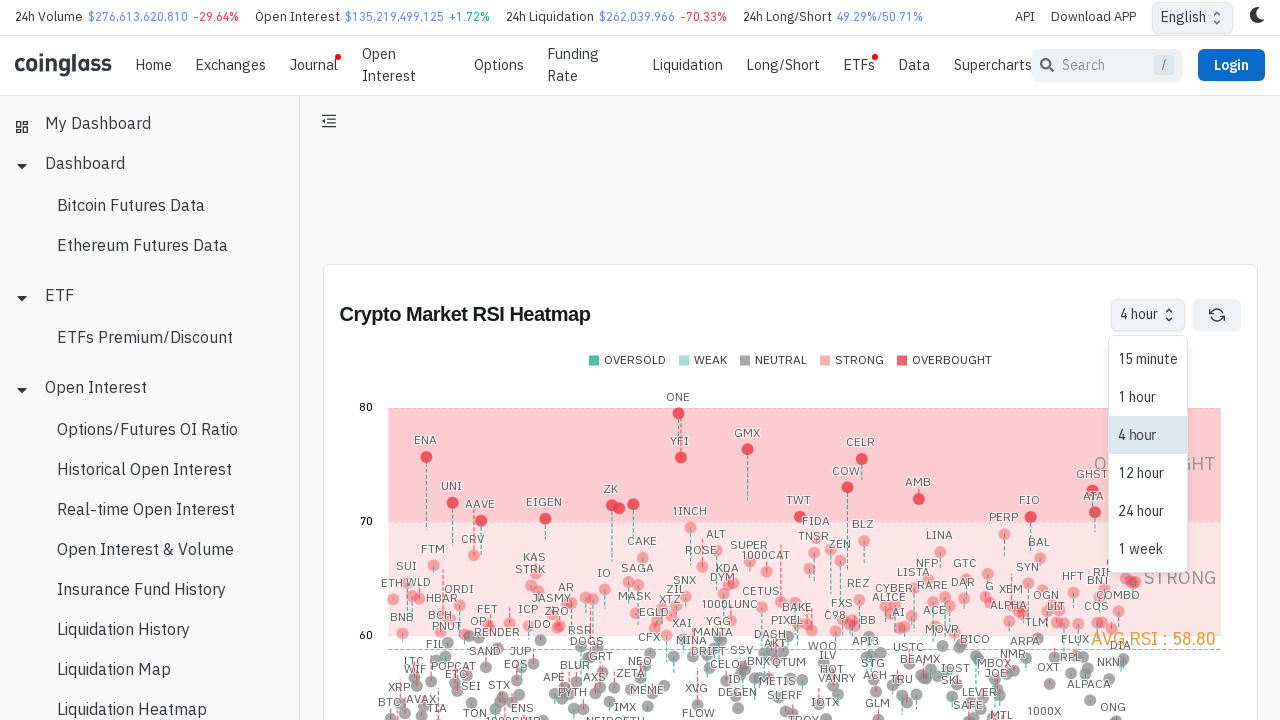 24h Volume $276,613,620,810 -29.64% Open Interest $135,219,499,125 +1.72% 24h Liquidation $262,039,966 -70.33% 24h Long/Short 49.29%/50.71% API Download APP English
coinglass Home Exchanges Journal Open Interest Options Funding Rate Liquidation Long/Short ETFs Data Supercharts Search / Login
My Dashboard
Dashboard
Bitcoin Futures Data
Ethereum Futures Data
ETF
ETFs Premium/Discount
Open Interest
Options/Futures OI Ratio
Historical Open Interest
Real-time Open Interest
Open Interest & Volume
Insurance Fund History
Liquidation History
Liquidation Map
Liquidation Heatmap
Crypto Market RSI Heatmap
4 hour
15 minute
1 hour
4 hour
12 hour
24 hour
1 week
OVERSOLD WEAK NEUTRAL STRONG OVERBOUGHT
80
70
60
STRONG
AVG RSI : 58.80
ONE
ENA
YFI
GMX
CELR
COW
UNI
AAVE
EIGEN
ZK
TWT
AMB
FIO
GHST
ATA
1INCH
FIDA
BLZ
PERP
CRV
FTM
CAKE
ROSE
ALT
SUPER
1000CAT
TNSR
ZEN
LINA
BAL
SUI
KAS
STRK
IO
SAGA
SNX
KDA
DYM
NFP
GTC
LISTA
SYN
HFT
ETH
WLD
ORDI
HBAR
AR
JASMY
MASK
ZIL
XTZ
CETUS
REZ
CYBER
RARE
DAR
G
XEM
COMBO
BNB
BCH
OP
FET
ICP
ZRO
EGLD
1000LUNC
BAKE
FXS
ALICE
ACE
ALPHA
OGN
LIT
CQS
PNUT
RENDER
LDO
RSR
XAI
YGG
PIXEL
C98
BB
AI
TLM
FIL
SAND
JUP
DOGS
CFX
MINA
MANTA
DASH
AKT
WOO
API3
MOVR
BICO
ARPA
FLUX
DIA
LTC
WIF
POPCAT
EOS
GRT
DRIFT
SSV
ILV
USTC
NMP
RPL
NKN
ETC
BLUR
NEO
CELO
BNX
QTUM
HOT
STG
BEAMX
IOST
MBOX
OXT
XRP
SEI
STX
APE
AXS
ZETA
ID
METIS
VANRY
ACH
TRU
SKL
JOE
ALPACA
BTC
AVAX
TIA
TON
ENS
PYTH
IMX
MEME
XVG
DEGEN
SLERF
IOTX
GLM
LEVER
SAFE
FLOW
MTL
1000X
ONG